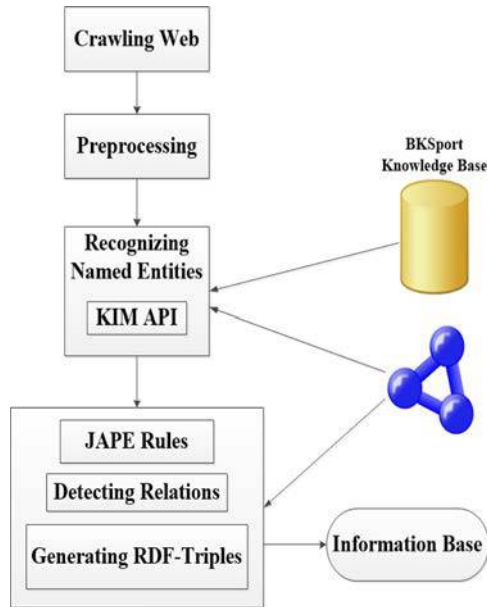 Crawling Web
Preprocessing
BKSport
Knowledge Base
Recognizing
Named Entities
KIM API
JAPE Rules
Detecting Relations
Generating RDF-Triples
Information Base